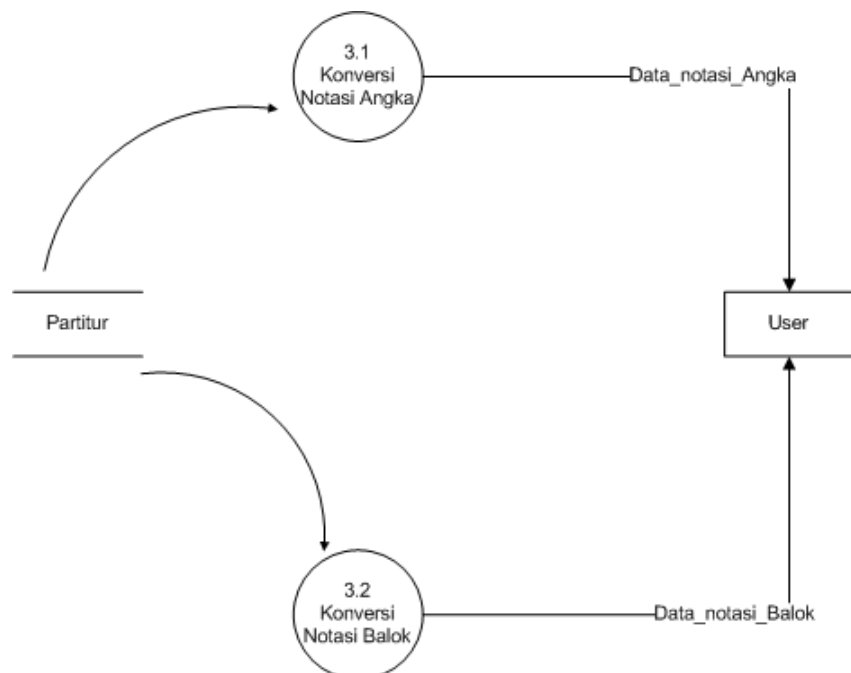 3.1
Konversi
Notasi Angka
Data_notasi_Angka
Partitur
User
3.2
Konversi
Notasi Balok
Data_notasi_Balok